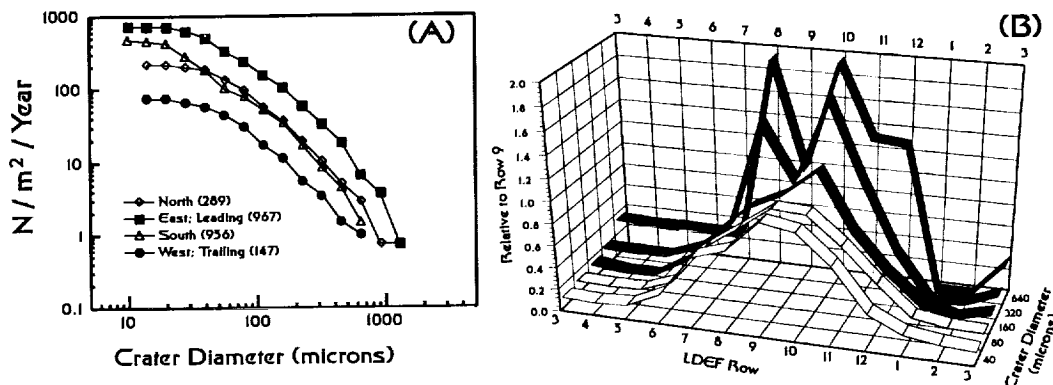 (A)
1000
100
10
1
0.1
N / m² / Year
North (289)
East; Leading (967)
South (956)
West; Trailing (147)
10 100 1000
Crater Diameter (microns)
(B)
3 4 5 6 7 8 9 10 11 12 1 2 3
2.0
1.8
1.6
1.4
1.2
1.0
0.8
0.6
0.4
0.2
0.0
Relative to Row 9
3 4 5 6 7 8 9 10 11 12 1 2 3
LDEF Row
640
320
160
80
40
Crater Diameter
(microns)